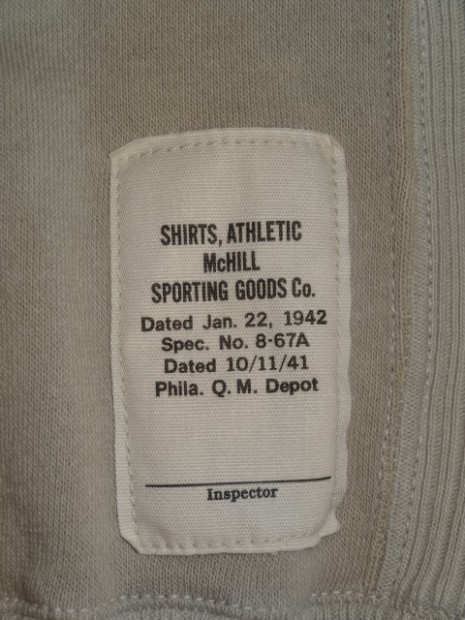 SHIRTS, ATHLETIC
McHILL
SPORTING GOODS Co.
Dated Jan. 22, 1942
Spec. No. 8-67A
Dated 10/11/41
Phila. Q. M. Depot
Inspector